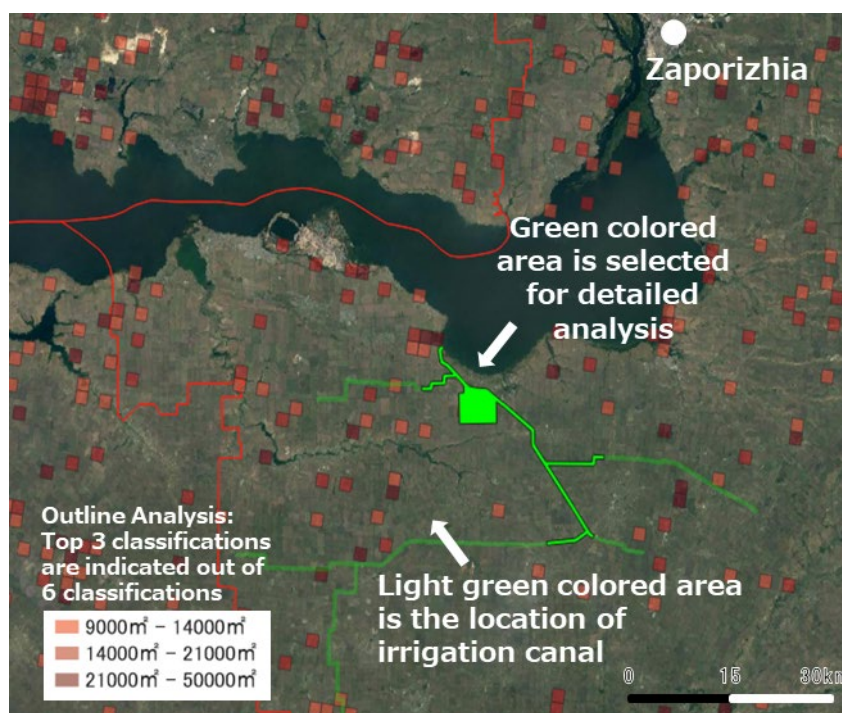 Zaporizhia
Green colored
area is selected
for detailed
analysis
Outline Analysis:
Top 3 classifications
are indicated out of
6 classifications
9000㎡ − 14000㎡
14000㎡ − 21000㎡
21000㎡ − 50000㎡
Light green colored area
is the location of
irrigation canal
0 15 30km